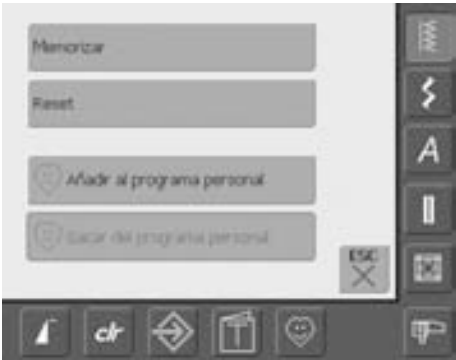 Memorizar
Reset
Añadir al programa personal
Sacar del programa personal
ESC
A
clr